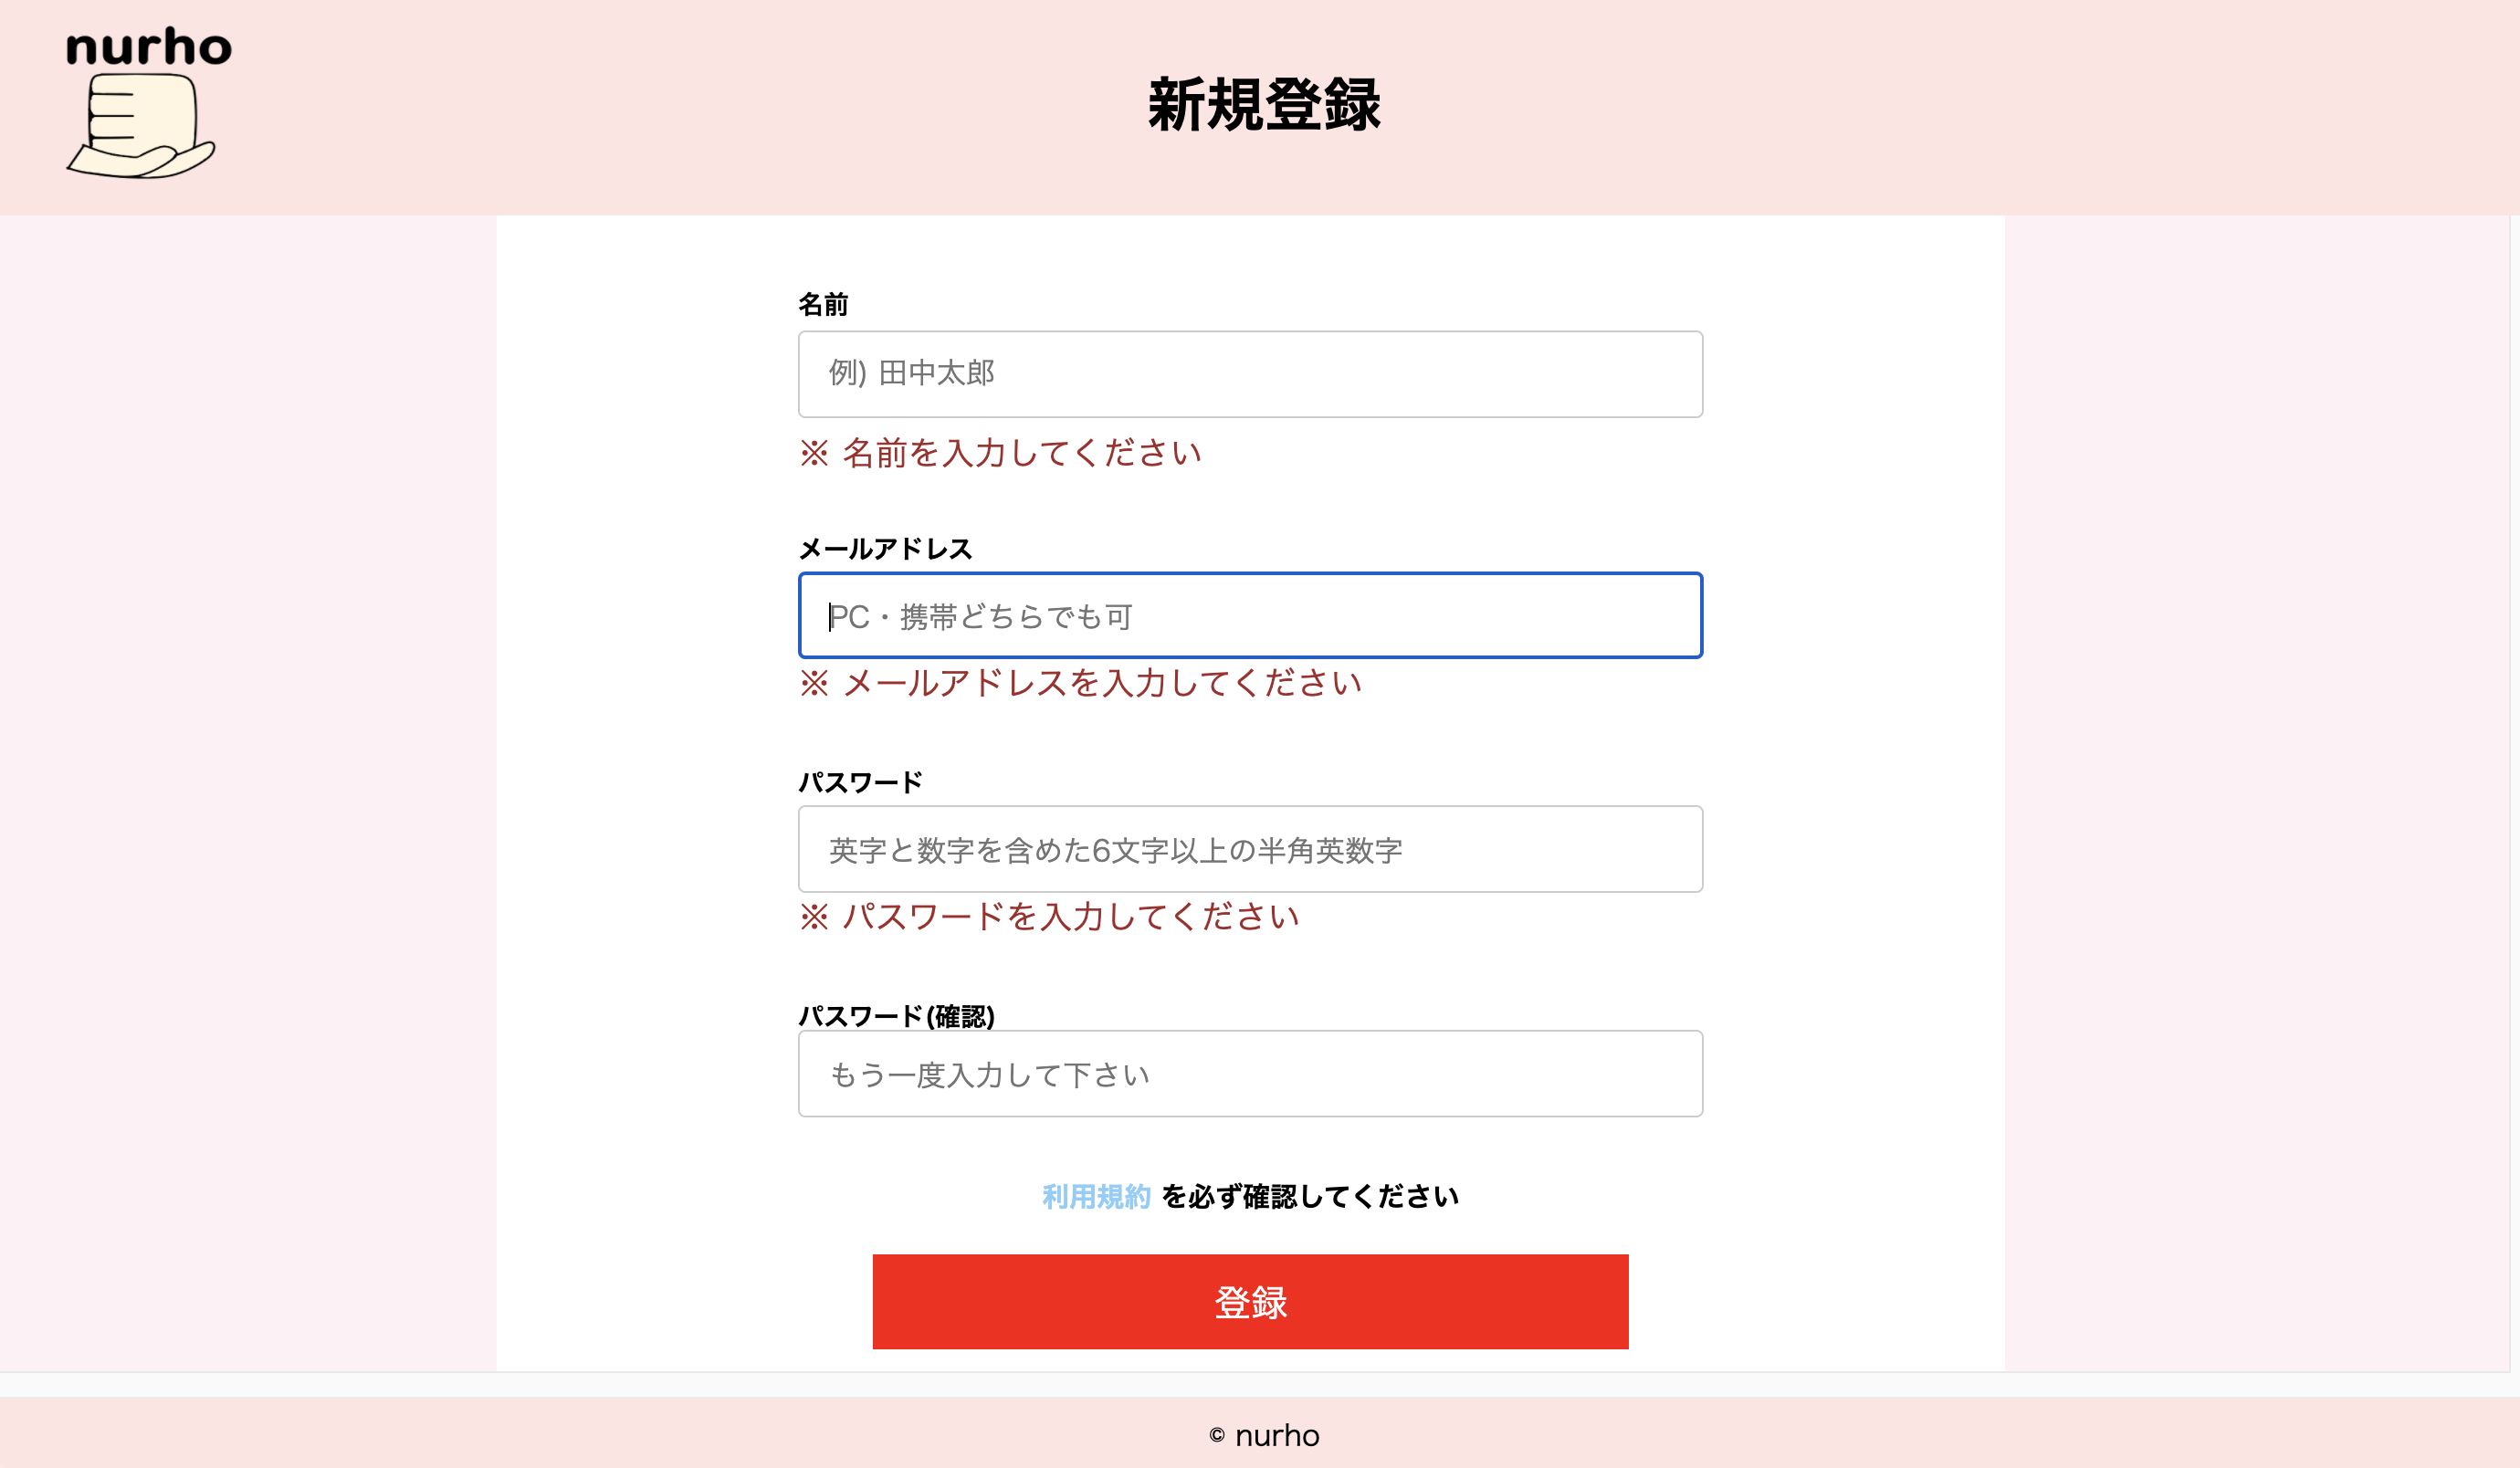 nurho
新規登録
名前
例) 田中太郎
※ 名前を入力してください
メールアドレス
PC・携帯どちらでも可
※ メールアドレスを入力してください
パスワード
英字と数字を含めた6文字以上の半角英数字
※ パスワードを入力してください
パスワード(確認)
もう一度入力して下さい
利用規約 を必ず確認してください
登録
© nurho